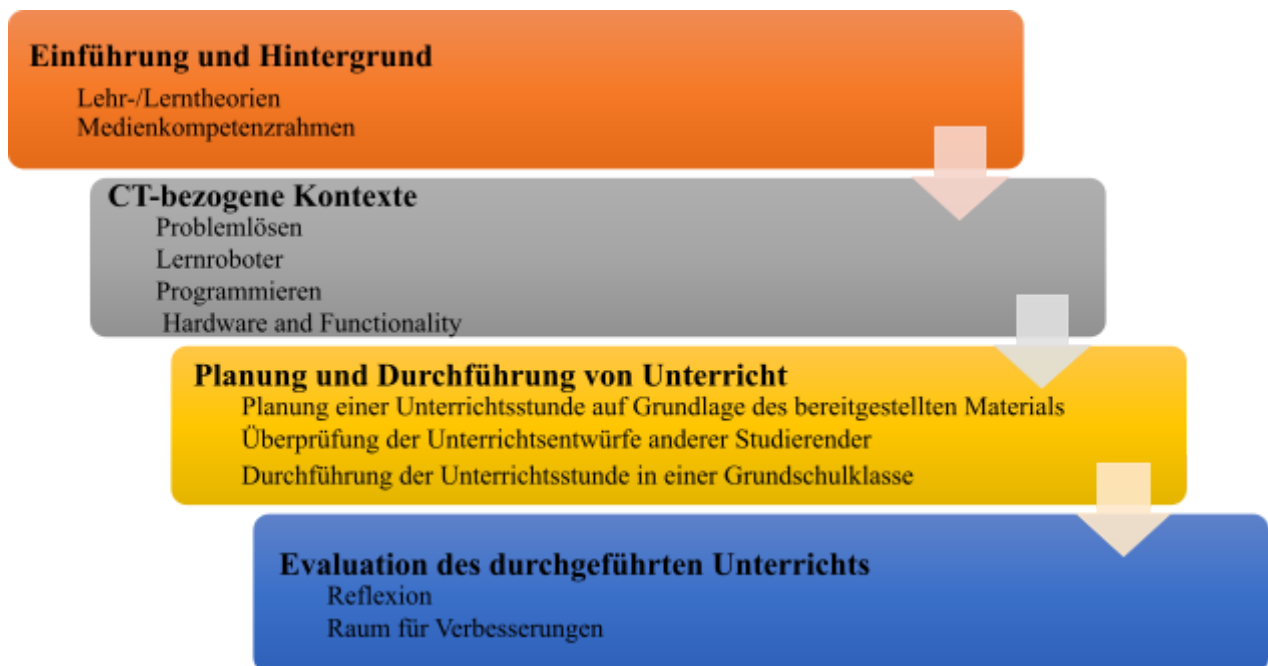 Einführung und Hintergrund
Lehr-/Lerntheorien
Medienkompetenzrahmen
CT-bezogene Kontexte
Problemlösen
Lernroboter
Programmieren
Hardware and Functionality
Planung und Durchführung von Unterricht
Planung einer Unterrichtsstunde auf Grundlage des bereitgestellten Materials
Überprüfung der Unterrichtsentwürfe anderer Studierender
Durchführung der Unterrichtsstunde in einer Grundschulklasse
Evaluation des durchgeführten Unterrichts
Reflexion
Raum für Verbesserungen